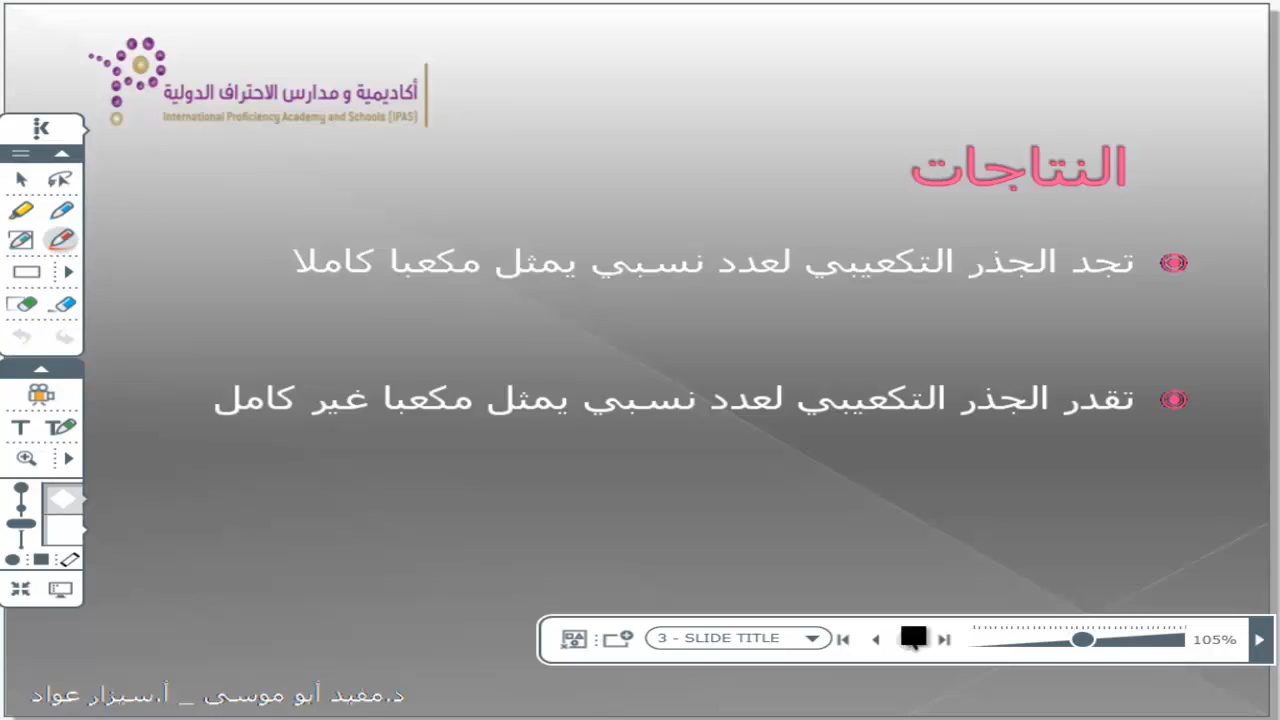 أكاديمية و مدارس الاحتراف الدولية
International Proficiency Academy and Schools (IPAS)
النتاجات
تجد الجذر التكعيبي لعدد نسبي يمثل مكعبا كاملا
تقدر الجذر التكعيبي لعدد نسبي يمثل مكعبا غير كامل
3 - SLIDE TITLE
105%
د.مفيد أبو موسى _ أ.سيزار عواد